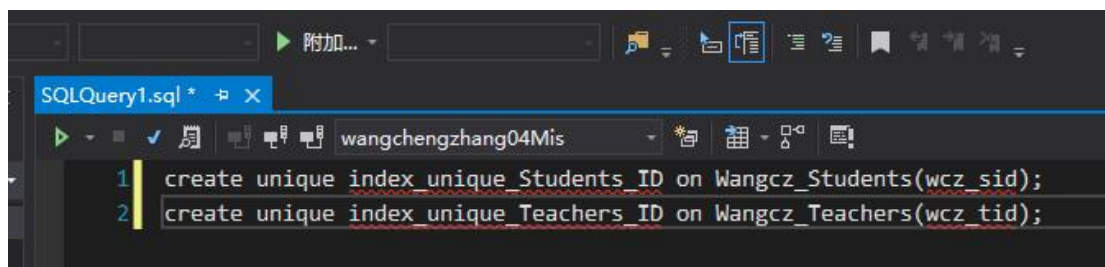 附加...
SQLQuery1.sql*
wangchengzhang04Mis
1 create unique index_unique_Students_ID on Wangcz_Students(wcz_sid);
2 create unique index_unique_Teachers_ID on Wangcz_Teachers(wcz_tid);